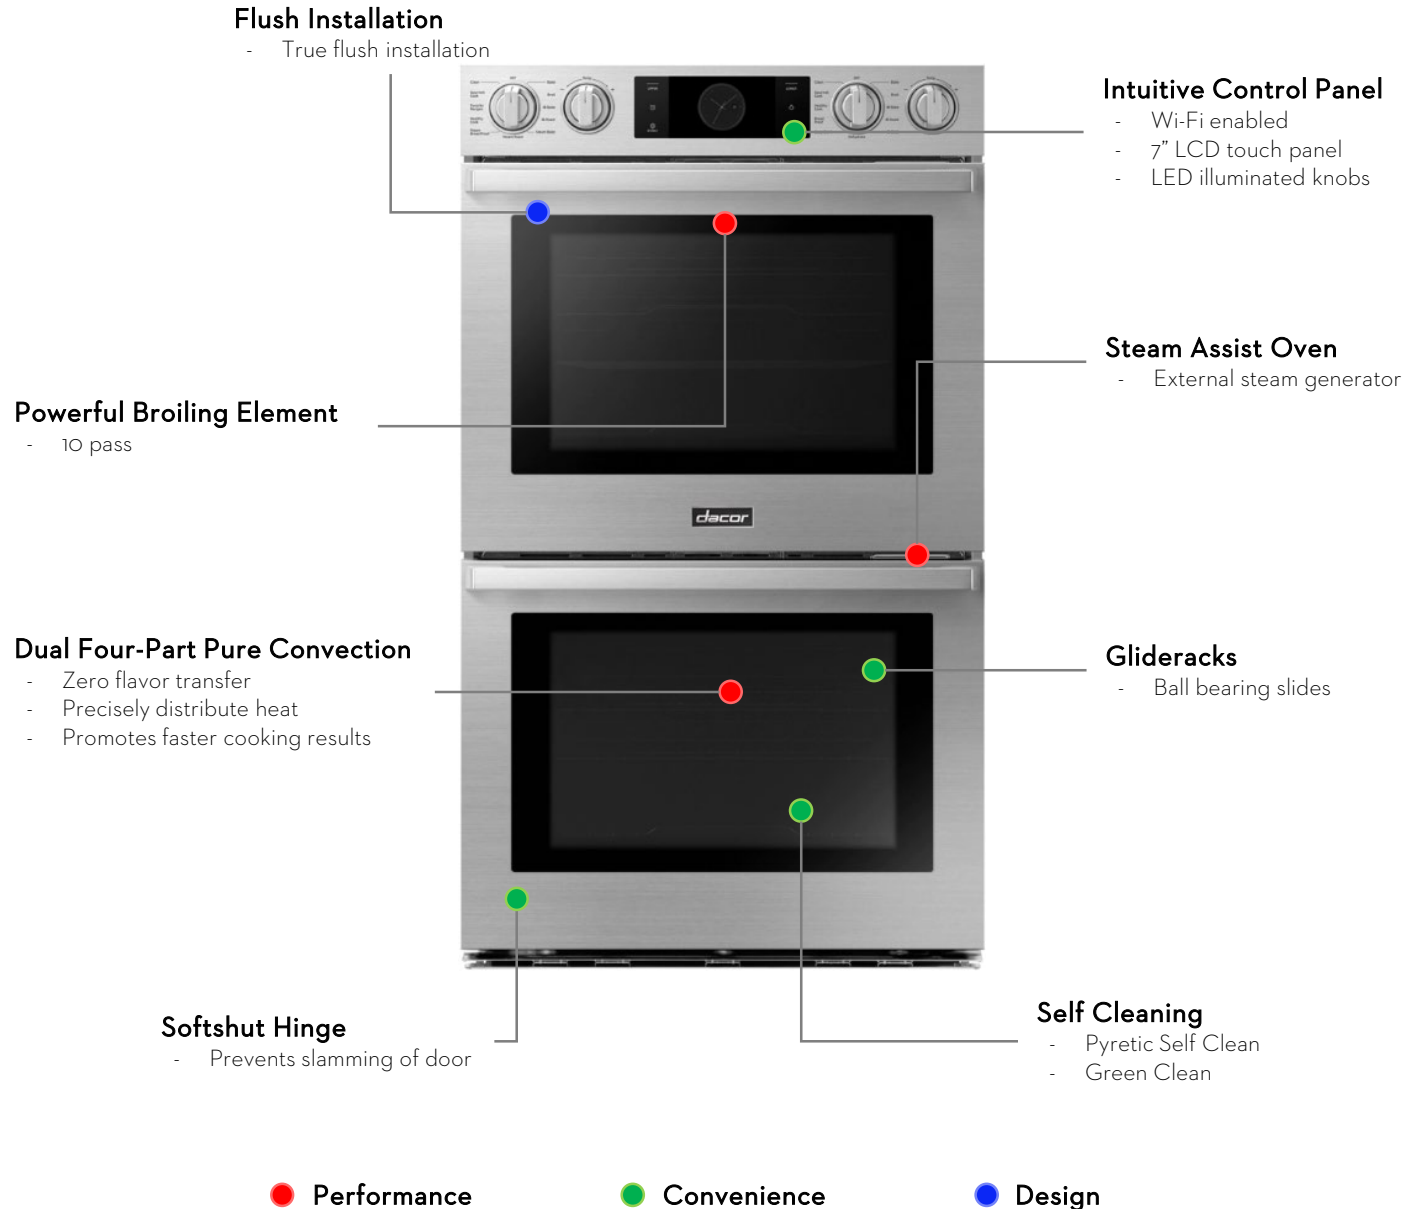 Flush Installation
- True flush installation
Intuitive Control Panel
- Wi-Fi enabled
- 7” LCD touch panel
- LED illuminated knobs
Steam Assist Oven
- External steam generator
Powerful Broiling Element
- 10 pass
dacor
Dual Four-Part Pure Convection
- Zero flavor transfer
- Precisely distribute heat
- Promotes faster cooking results
Glideracks
- Ball bearing slides
Softshut Hinge
- Prevents slamming of door
Self Cleaning
- Pyretic Self Clean
- Green Clean
Performance
Convenience
Design